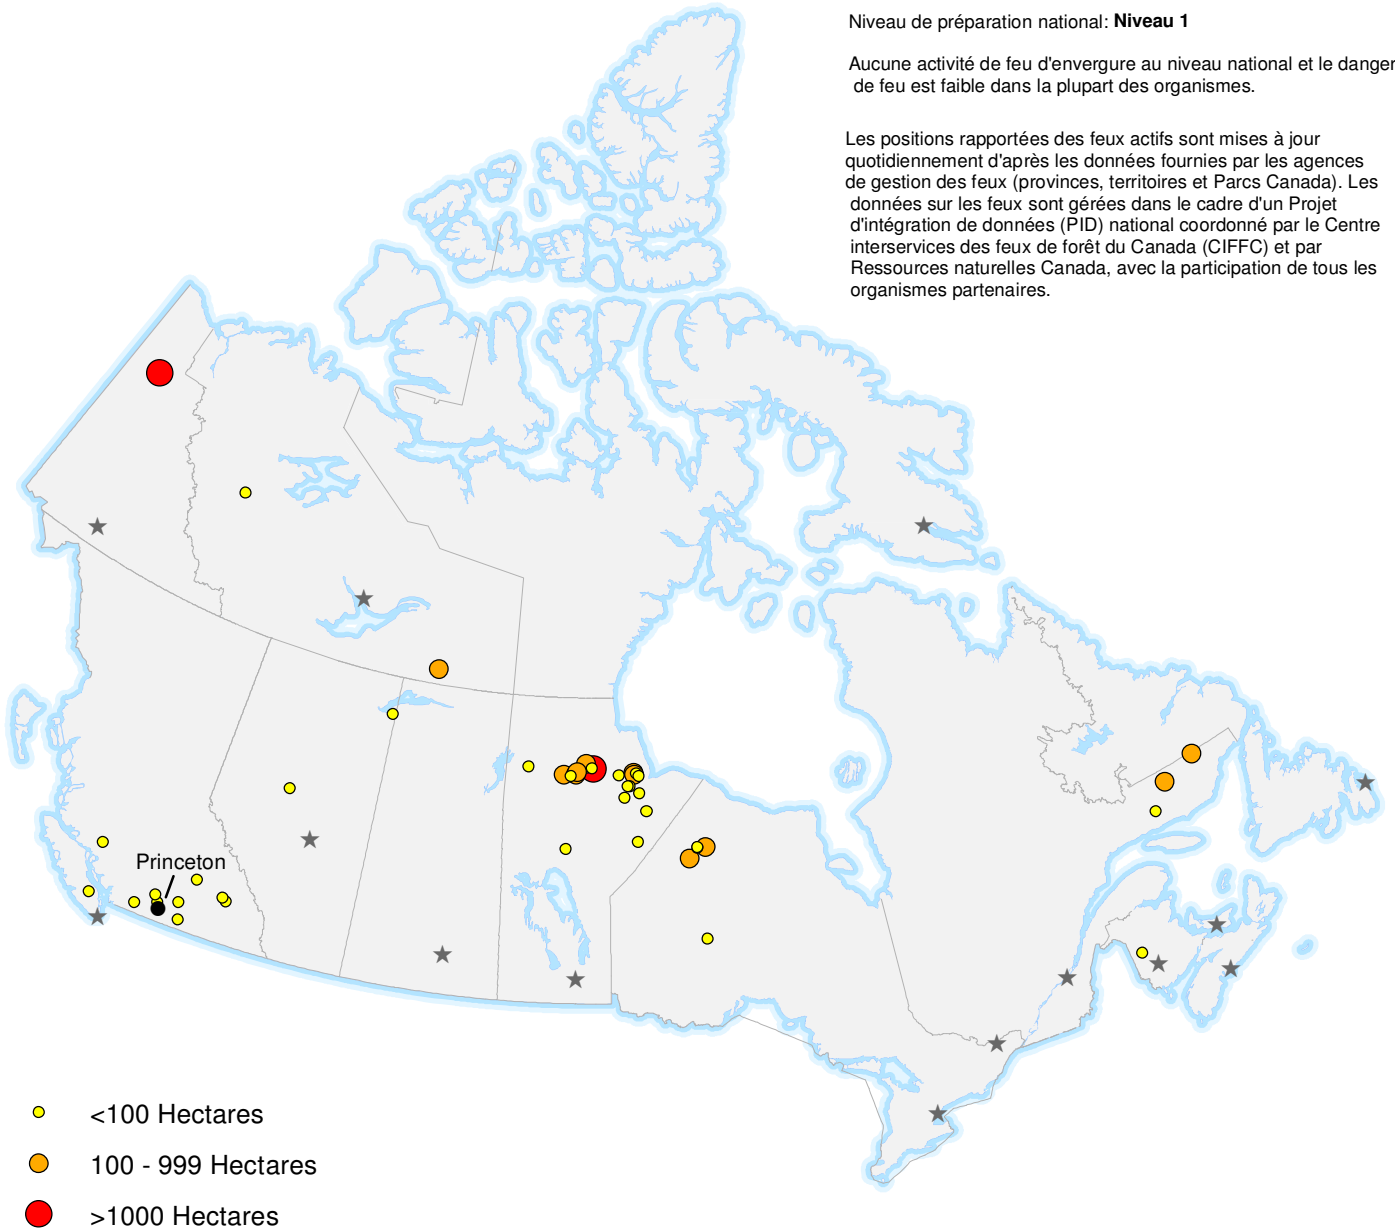 Niveau de préparation national: Niveau 1
Aucune activité de feu d'envergure au niveau national et le danger
de feu est faible dans la plupart des organismes.
Les positions rapportées des feux actifs sont mises à jour
quotidiennement d'après les données fournies par les agences
de gestion des feux (provinces, territoires et Parcs Canada). Les
données sur les feux sont gérées dans le cadre d'un Projet
d'intégration de données (PID) national coordonné par le Centre
interservices des feux de forêt du Canada (CIFFC) et par
Ressources naturelles Canada, avec la participation de tous les
organismes partenaires.
Princeton
<100 Hectares
100 - 999 Hectares
>1000 Hectares